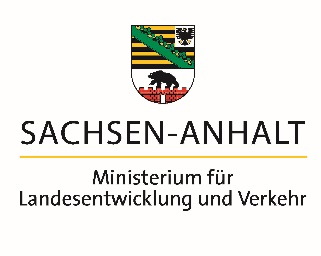 SACHSEN-ANHALT
Ministerium für
Landesentwicklung und Verkehr